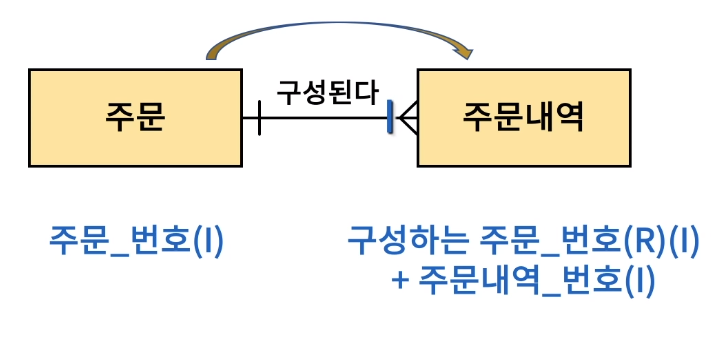 구성된다
주문
주문내역
주문_번호(I)
구성하는 주문_번호(R)(I)
+ 주문내역_번호(I)